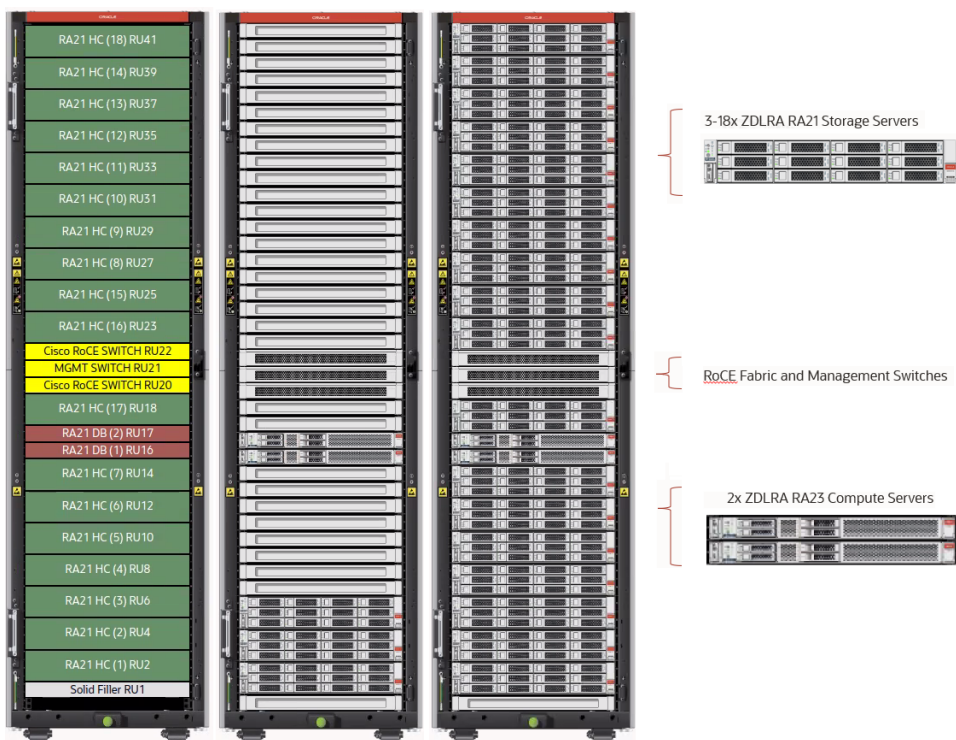 ORACLE
ORACLE
ORACLE
RA21 HC (18) RU41
RA21 HC (14) RU39
RA21 HC (13) RU37
RA21 HC (12) RU35
RA21 HC (11) RU33
RA21 HC (10) RU31
RA21 HC (9) RU29
RA21 HC (8) RU27
RA21 HC (15) RU25
RA21 HC (16) RU23
Cisco RoCE SWITCH RU22
MGMT SWITCH RU21
Cisco RoCE SWITCH RU20
RA21 HC (17) RU18
RA21 DB (2) RU17
RA21 DB (1) RU16
RA21 HC (7) RU14
RA21 HC (6) RU12
RA21 HC (5) RU10
RA21 HC (4) RU8
RA21 HC (3) RU6
RA21 HC (2) RU4
RA21 HC (1) RU2
Solid Filler RU1
3-18x ZDLRA RA21 Storage Servers
RoCE Fabric and Management Switches
2x ZDLRA RA23 Compute Servers